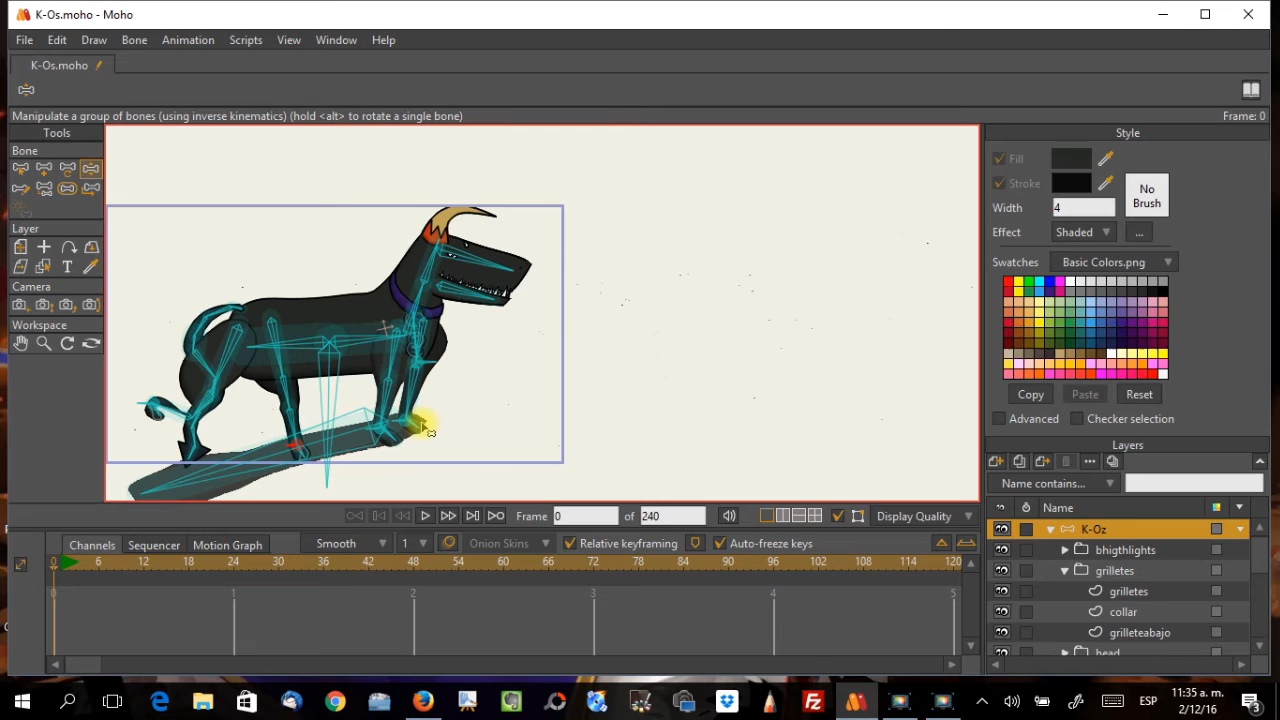 K-Os.moho - Moho
File Edit Draw Bone Animation Scripts View Window Help
K-Os.moho
Manipulate a group of bones (using inverse kinematics) (hold <alt> to rotate a single bone)
Frame: 0
Tools
Bone
Layer
Camera
Workspace
Style
Fill
Stroke
No Brush
Width 4
Effect Shaded ...
Swatches Basic Colors.png
Copy Paste Reset
Advanced Checker selection
Layers
Name contains...
Name
K-Oz
bhigthlights
grilletes
grilletes
collar
grilleteabajo
head
Frame 0 of 240 Display Quality
Channels Sequencer Motion Graph Smooth 1 Onion Skins Relative keyframing Auto-freeze keys
0 6 12 18 24 30 36 42 48 54 60 66 72 78 84 90 96 102 108 114 120
0 1 2 3 4 5
ESP
11:35 a. m.
2/12/16
3